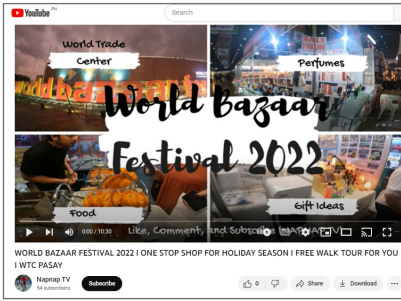 YouTube PH
Search
World Trade
Center
Perfumes
World Bazaar
Festival 2022
Food
Gift Ideas
Like, Comment, and Subscribe
0:00 / 10:30
WORLD BAZAAR FESTIVAL 2022 I ONE STOP SHOP FOR HOLIDAY SEASON I FREE WALK TOUR FOR YOU
I WTC PASAY
Napnap TV
54 subscribers
Subscribe
0
Share
Download